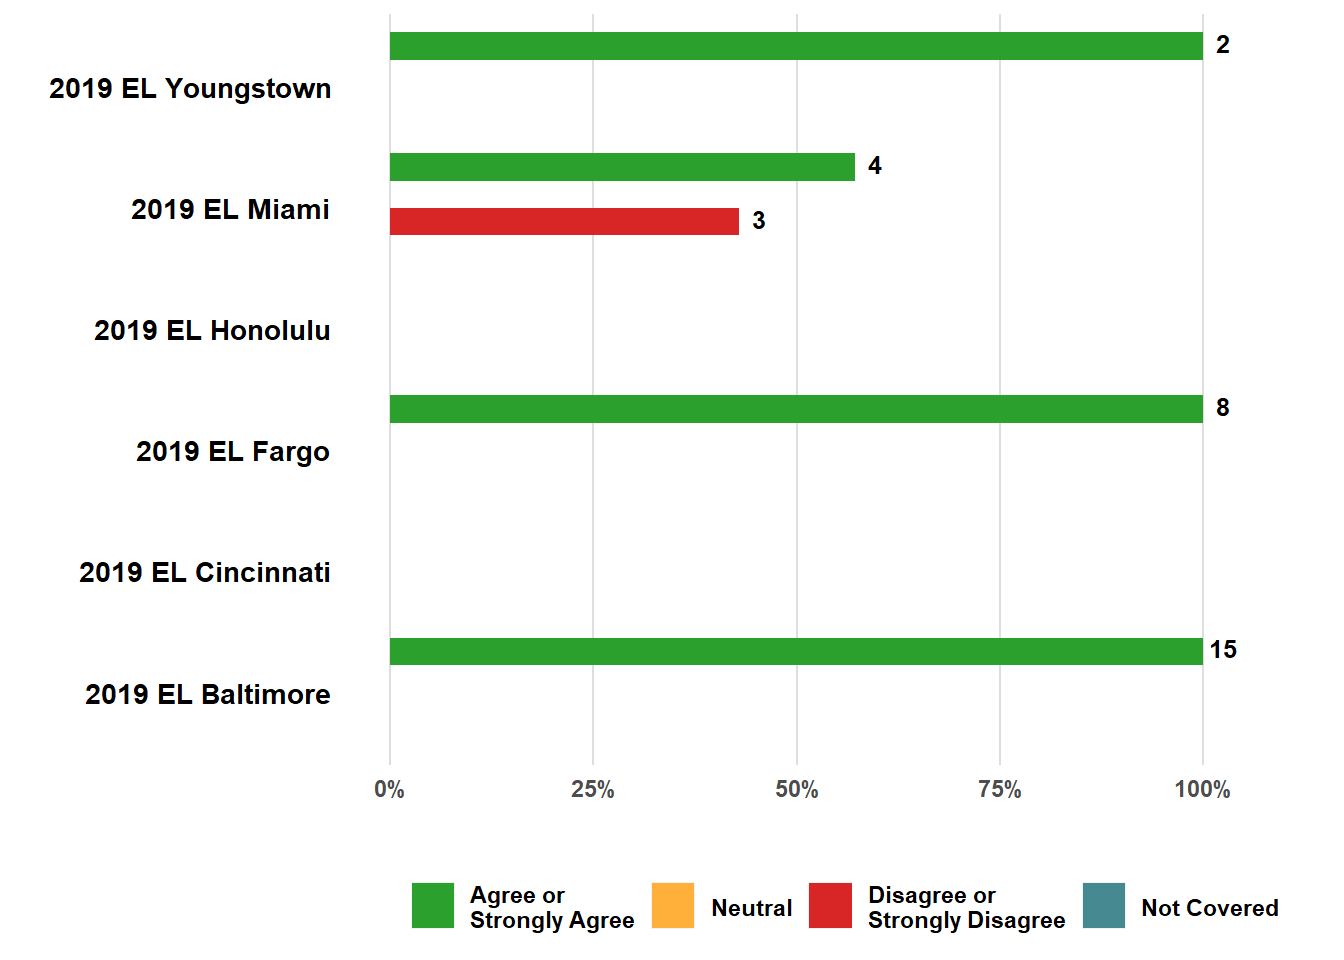 2
2019 EL Youngstown
4
2019 EL Miami
3
2019 EL Honolulu
8
2019 EL Fargo
2019 EL Cincinnati
15
2019 EL Baltimore
0% 25% 50% 75% 100%
Agree or
Strongly Agree
Neutral
Disagree or
Strongly Disagree
Not Covered